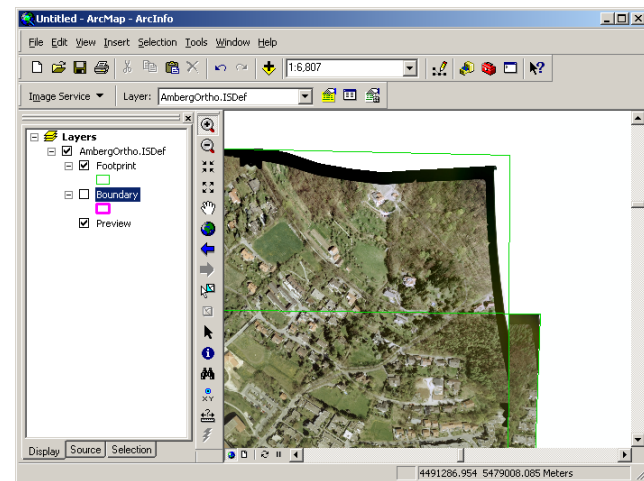 Untitled - ArcMap - ArcInfo
File Edit View Insert Selection Tools Window Help
1:6,807
Image Service Layer: AmbergOrtho.ISDef
Layers
AmbergOrtho.ISDef
Footprint
Boundary
Preview
XY
Display Source Selection
4491286.954 5479008.085 Meters